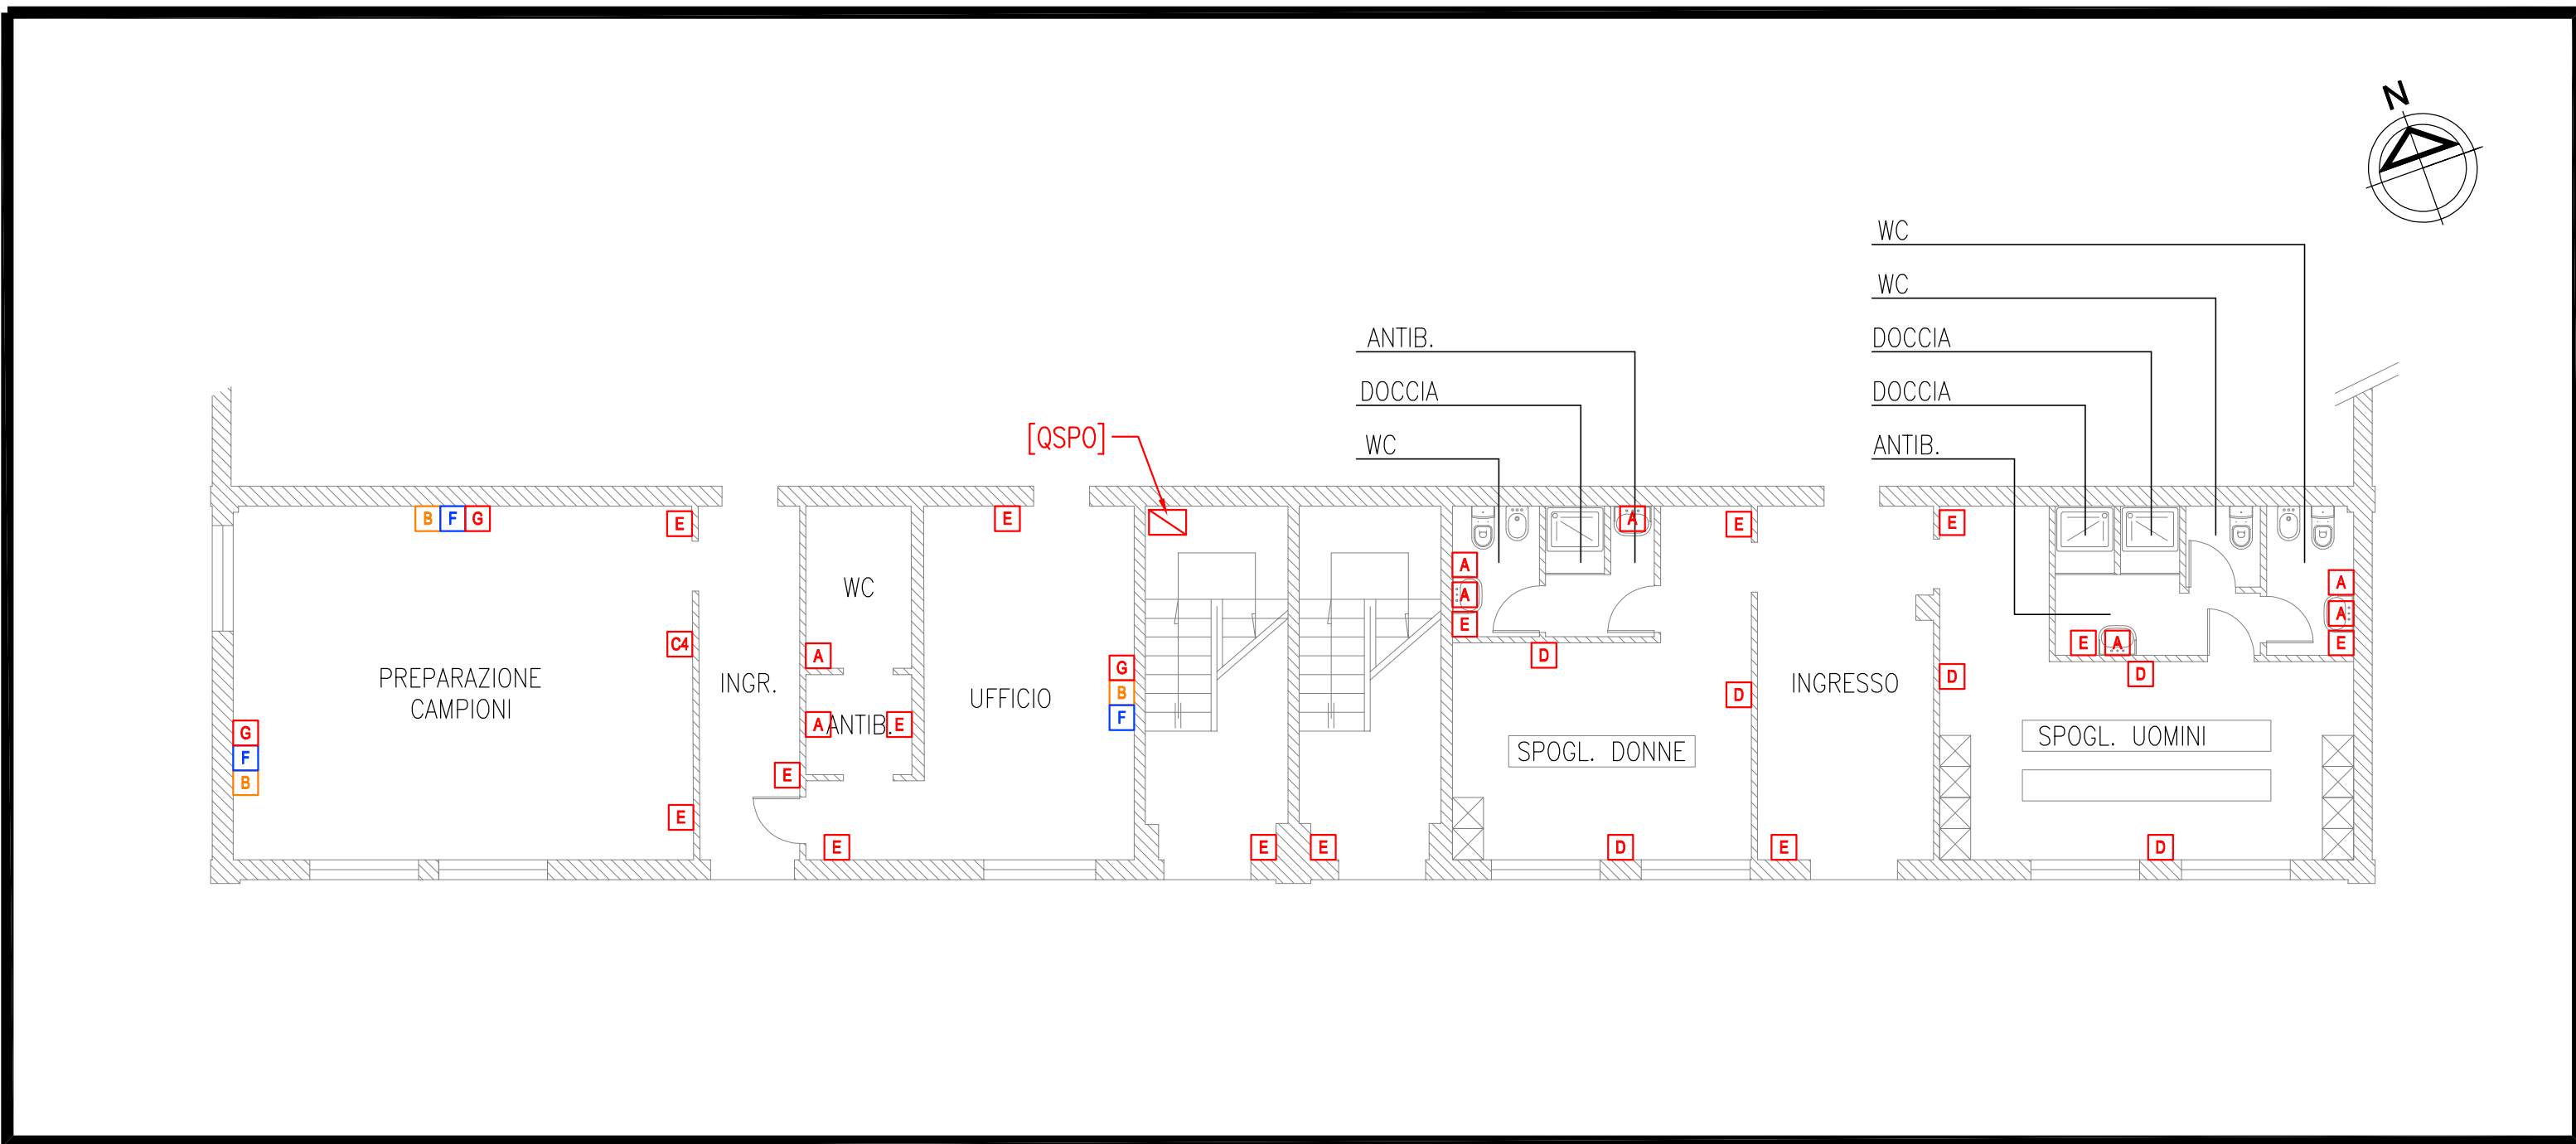 N
WC
WC
ANTIB.
DOCCIA
DOCCIA
DOCCIA
[QSPO]
WC
ANTIB.
B F G
E
E
A
E
E
A
A
A
WC
A
A
E
E
A
E
C4
A
D
G
D
D
D
B
F
PREPARAZIONE
CAMPIONI
INGR.
UFFICIO
INGRESSO
G
F
B
A
ANTIB.
E
SPOGL. DONNE
SPOGL. UOMINI
E
E
E
E
E
D
E
D